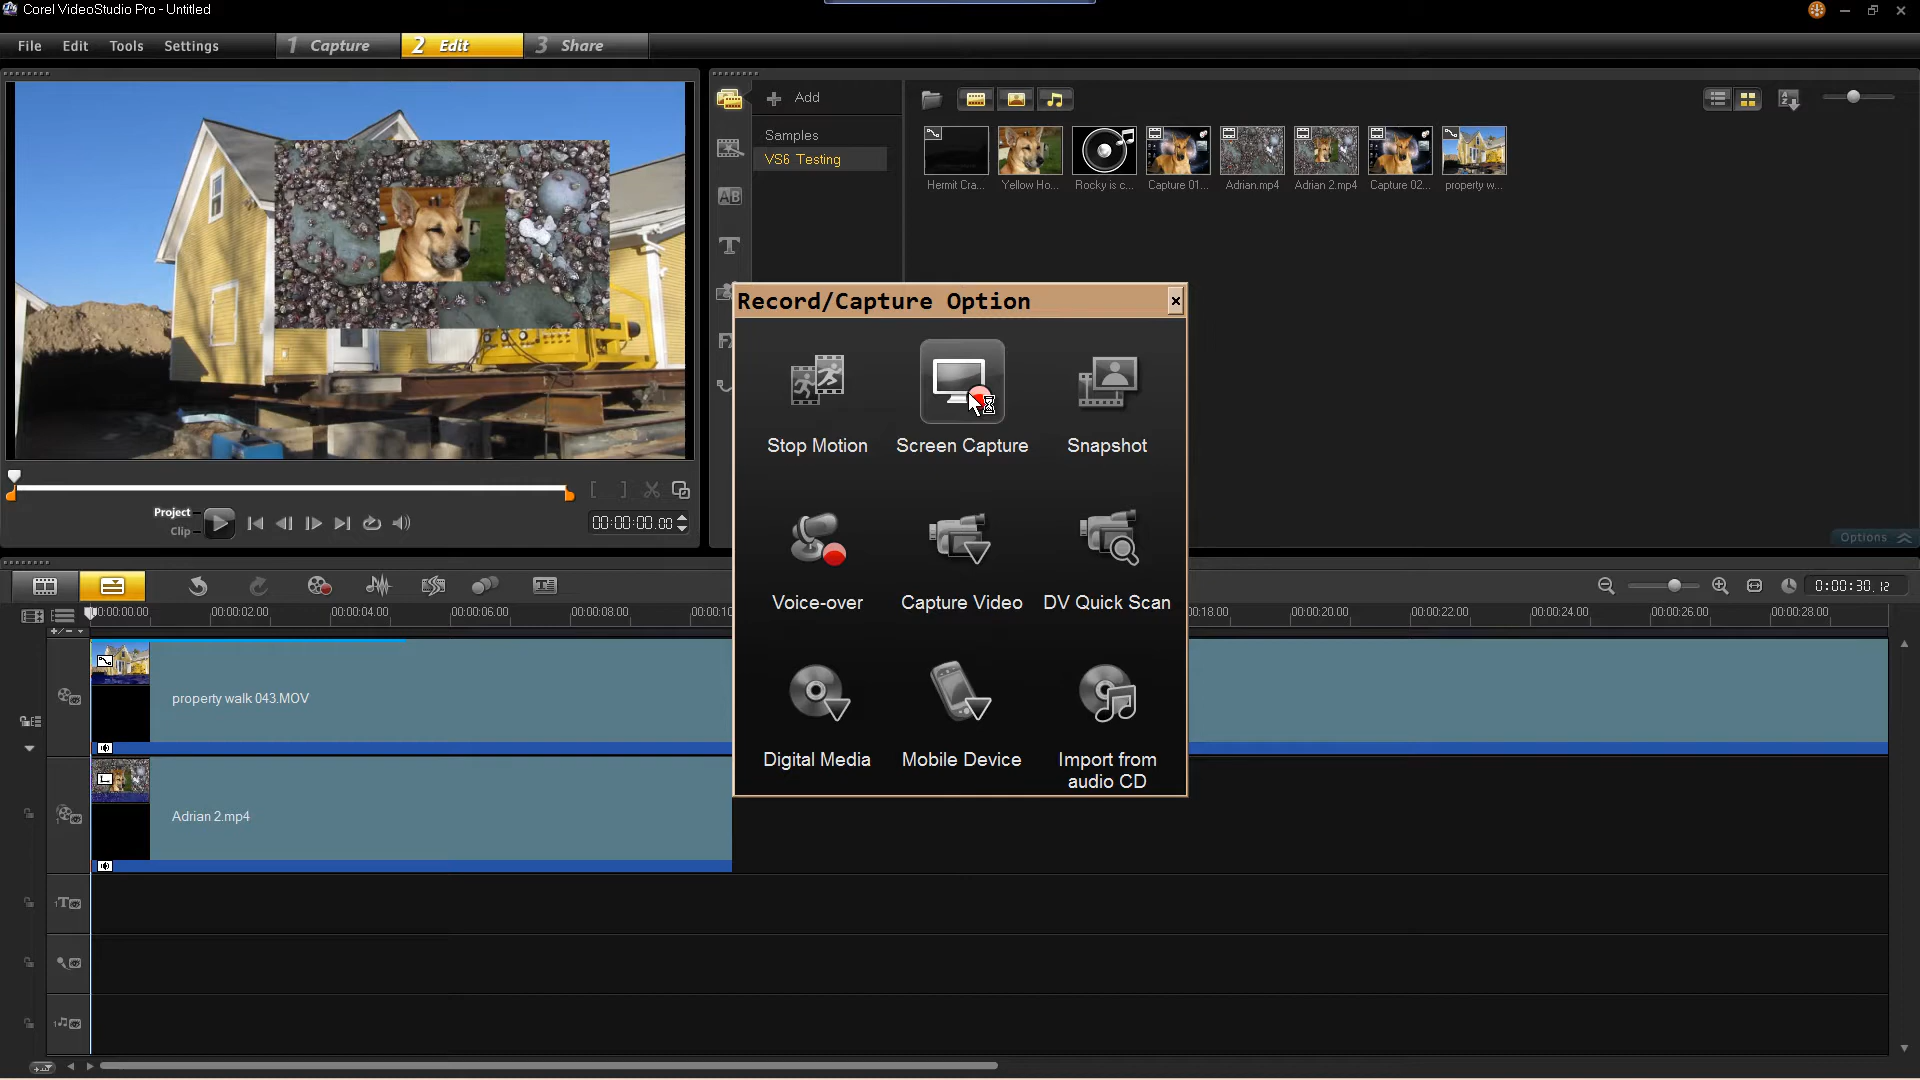 Corel VideoStudio Pro - Untitled
File Edit Tools Settings 1 Capture 2 Edit 3 Share
Add
Samples
VS6 Testing
Hermit Cra... Yellow Ho... Rocky is c... Capture 01... Adrian.mp4 Adrian 2.mp4 Capture 02... property w...
Record/Capture Option
Stop Motion Screen Capture Snapshot
Voice-over Capture Video DV Quick Scan
Digital Media Mobile Device Import from
audio CD
Project
Clip
00:00:00.00
Options
0:00:30.12
00:00:00.00 00:00:02.00 00:00:04.00 00:00:06.00 00:00:08.00 00:00:10 :18.00 00:00:20.00 00:00:22.00 00:00:24.00 00:00:26.00 00:00:28.00
property walk 043.MOV
Adrian 2.mp4